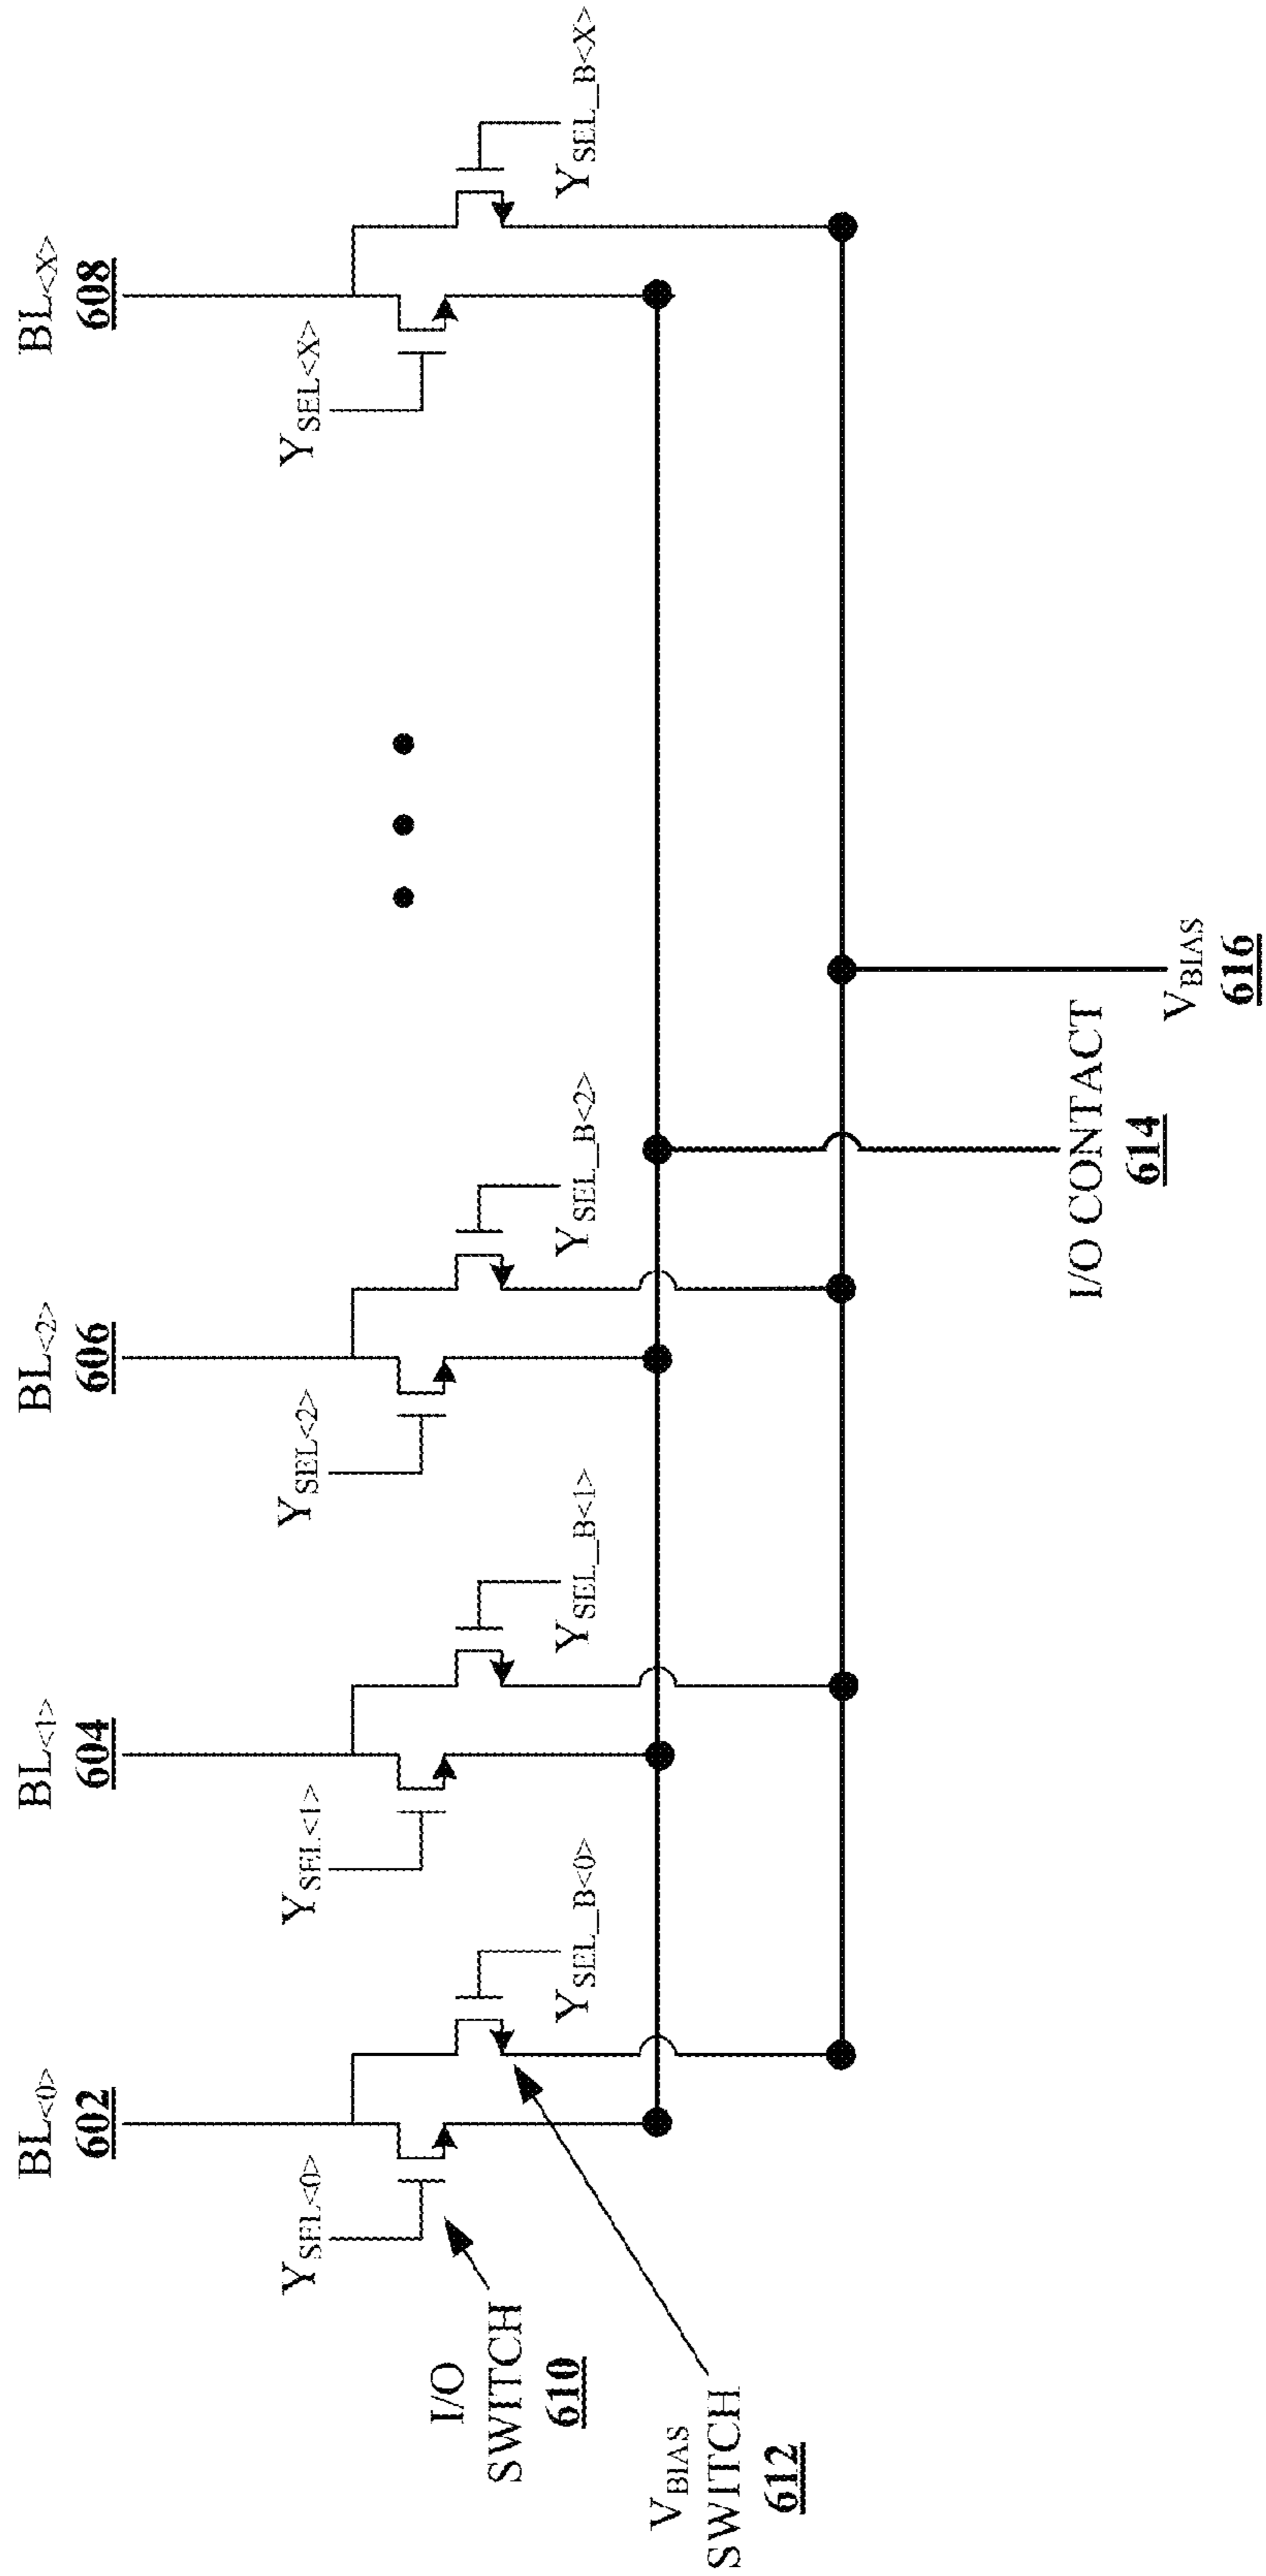 BL<0>
602
BL<1>
604
BL<2>
606
BL<X>
608
YSEL<0>
YSEL<1>
YSEL<2>
YSEL<X>
YSEL_B<0>
YSEL_B<1>
YSEL_B<2>
YSEL_B<X>
I/O
SWITCH
610
VBIAS
SWITCH
612
I/O CONTACT
614
VBIAS
616